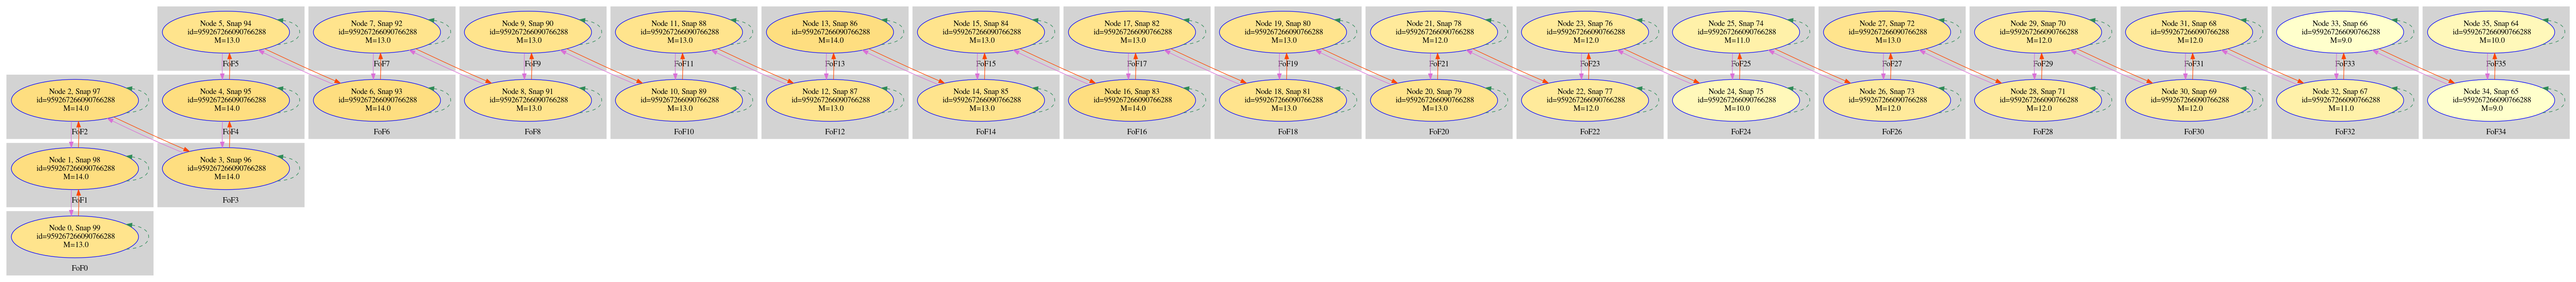 Node 5, Snap 94
id=959267266090766288
M=13.0
FoF5
Node 7, Snap 92
id=959267266090766288
M=13.0
FoF7
Node 9, Snap 90
id=959267266090766288
M=13.0
FoF9
Node 11, Snap 88
id=959267266090766288
M=13.0
FoF11
Node 13, Snap 86
id=959267266090766288
M=14.0
FoF13
Node 15, Snap 84
id=959267266090766288
M=13.0
FoF15
Node 17, Snap 82
id=959267266090766288
M=13.0
FoF17
Node 19, Snap 80
id=959267266090766288
M=13.0
FoF19
Node 21, Snap 78
id=959267266090766288
M=12.0
FoF21
Node 23, Snap 76
id=959267266090766288
M=12.0
FoF23
Node 25, Snap 74
id=959267266090766288
M=11.0
FoF25
Node 27, Snap 72
id=959267266090766288
M=13.0
FoF27
Node 29, Snap 70
id=959267266090766288
M=12.0
FoF29
Node 31, Snap 68
id=959267266090766288
M=12.0
FoF31
Node 33, Snap 66
id=959267266090766288
M=9.0
FoF33
Node 35, Snap 64
id=959267266090766288
M=10.0
FoF35
Node 2, Snap 97
id=959267266090766288
M=14.0
FoF2
Node 4, Snap 95
id=959267266090766288
M=14.0
FoF4
Node 6, Snap 93
id=959267266090766288
M=14.0
FoF6
Node 8, Snap 91
id=959267266090766288
M=13.0
FoF8
Node 10, Snap 89
id=959267266090766288
M=13.0
FoF10
Node 12, Snap 87
id=959267266090766288
M=13.0
FoF12
Node 14, Snap 85
id=959267266090766288
M=13.0
FoF14
Node 16, Snap 83
id=959267266090766288
M=14.0
FoF16
Node 18, Snap 81
id=959267266090766288
M=13.0
FoF18
Node 20, Snap 79
id=959267266090766288
M=13.0
FoF20
Node 22, Snap 77
id=959267266090766288
M=12.0
FoF22
Node 24, Snap 75
id=959267266090766288
M=10.0
FoF24
Node 26, Snap 73
id=959267266090766288
M=12.0
FoF26
Node 28, Snap 71
id=959267266090766288
M=12.0
FoF28
Node 30, Snap 69
id=959267266090766288
M=12.0
FoF30
Node 32, Snap 67
id=959267266090766288
M=11.0
FoF32
Node 34, Snap 65
id=959267266090766288
M=9.0
FoF34
Node 1, Snap 98
id=959267266090766288
M=14.0
FoF1
Node 3, Snap 96
id=959267266090766288
M=14.0
FoF3
Node 0, Snap 99
id=959267266090766288
M=13.0
FoF0